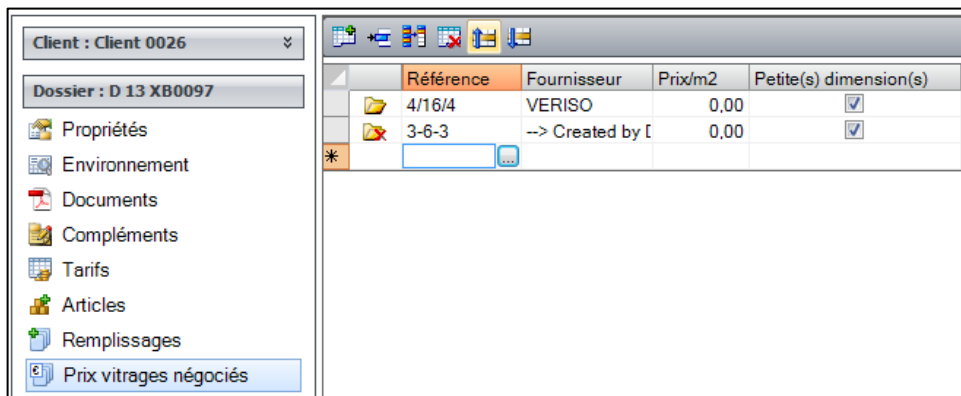 Client : Client 0026
Dossier : D 13 XB0097
Propriétés
Environnement
Documents
Compléments
Tarifs
Articles
Remplissages
Prix vitrages négociés
Référence Fournisseur Prix/m2 Petite(s) dimension(s)
4/16/4 VERISO 0,00
3-6-3 --> Created by D 0,00
* ...